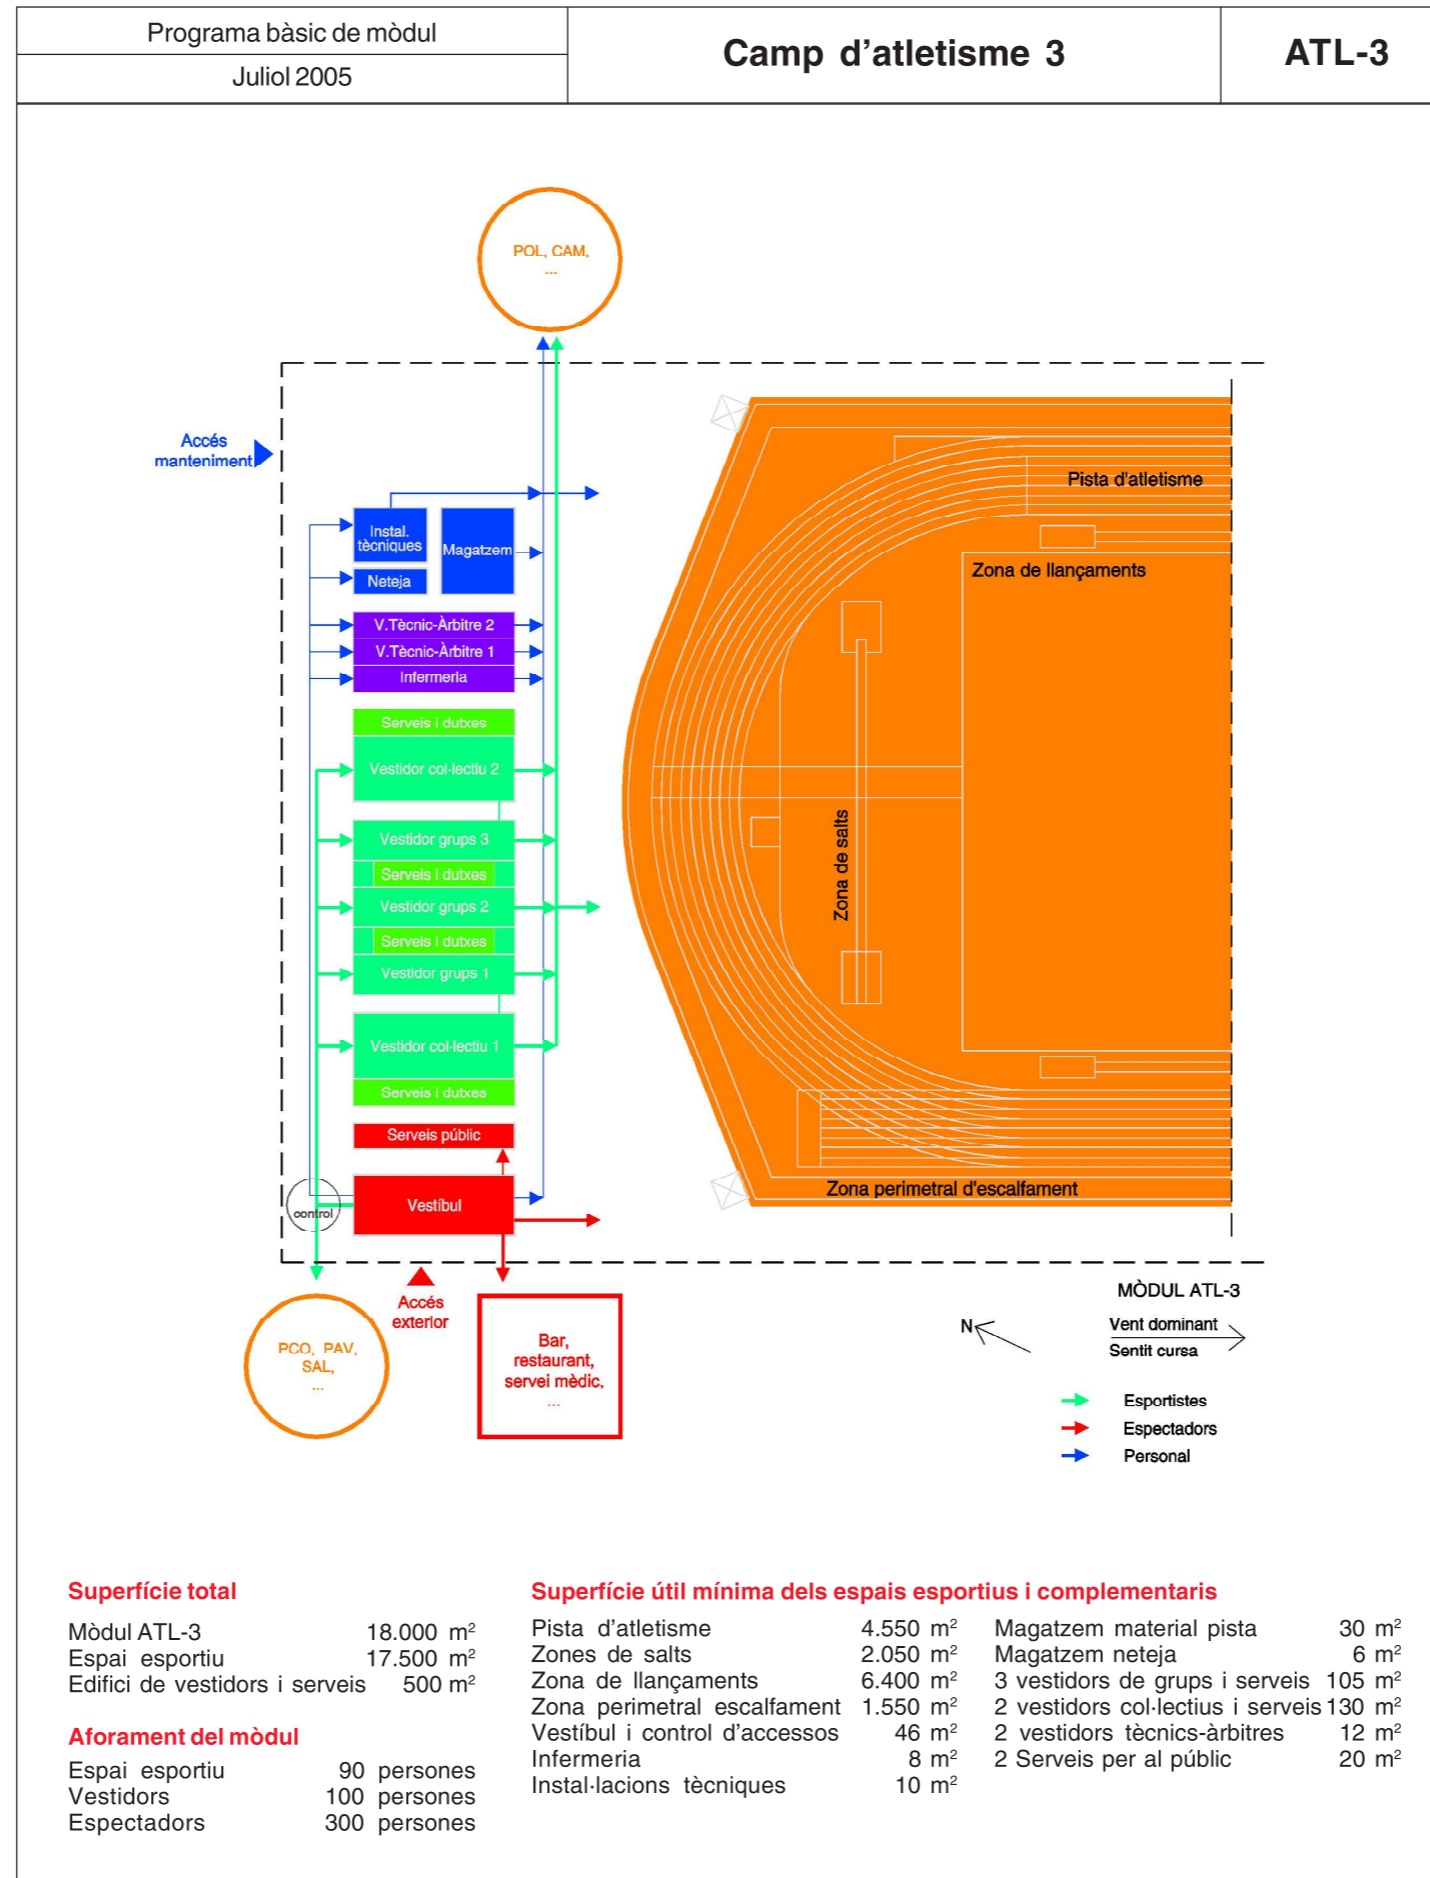 Programa bàsic de mòdul
Juliol 2005
Camp d'atletisme 3
ATL-3
POL, CAM,
...
Accés
manteniment
Instal.
tècniques
Magatzem
Neteja
V.Tècnic-Àrbitre 2
V.Tècnic-Àrbitre 1
Infermeria
Serveis i dutxes
Vestidor col·lectiu 2
Vestidor grups 3
Serveis i dutxes
Vestidor grups 2
Serveis i dutxes
Vestidor grups 1
Vestidor col·lectiu 1
Serveis i dutxes
Serveis públic
Vestíbul
control
Pista d'atletisme
Zona de llançaments
Zona de salts
Zona perimetral d'escalfament
Accés
exterior
PCO, PAV,
SAL,
...
Bar,
restaurant,
servei mèdic,
...
MÒDUL ATL-3
N
Vent dominant
Sentit cursa
Esportistes
Espectadors
Personal
Superfície total
Mòdul ATL-3 18.000 m²
Espai esportiu 17.500 m²
Edifici de vestidors i serveis 500 m²
Aforament del mòdul
Espai esportiu 90 persones
Vestidors 100 persones
Espectadors 300 persones
Superfície útil mínima dels espais esportius i complementaris
Pista d'atletisme 4.550 m²
Zones de salts 2.050 m²
Zona de llançaments 6.400 m²
Zona perimetral escalfament 1.550 m²
Vestíbul i control d'accessos 46 m²
Infermeria 8 m²
Instal·lacions tècniques 10 m²
Magatzem material pista 30 m²
Magatzem neteja 6 m²
3 vestidors de grups i serveis 105 m²
2 vestidors col·lectius i serveis 130 m²
2 vestidors tècnics-àrbitres 12 m²
2 Serveis per al públic 20 m²